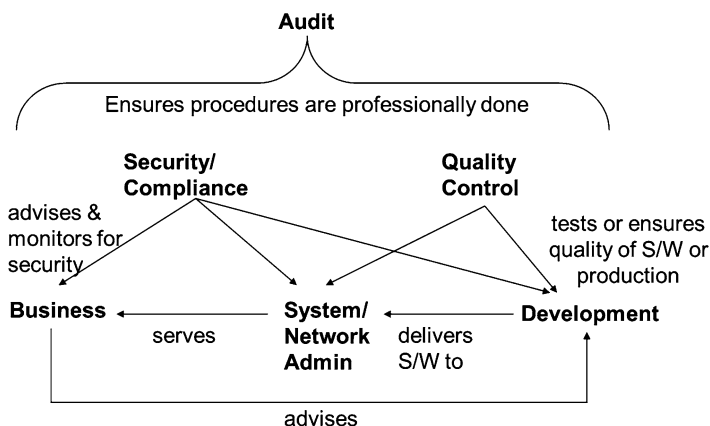 Audit
Ensures procedures are professionally done
Security/
Compliance
Quality
Control
advises &
monitors for
security
tests or ensures
quality of S/W or
production
Business
serves
System/
Network
Admin
delivers
S/W to
Development
advises